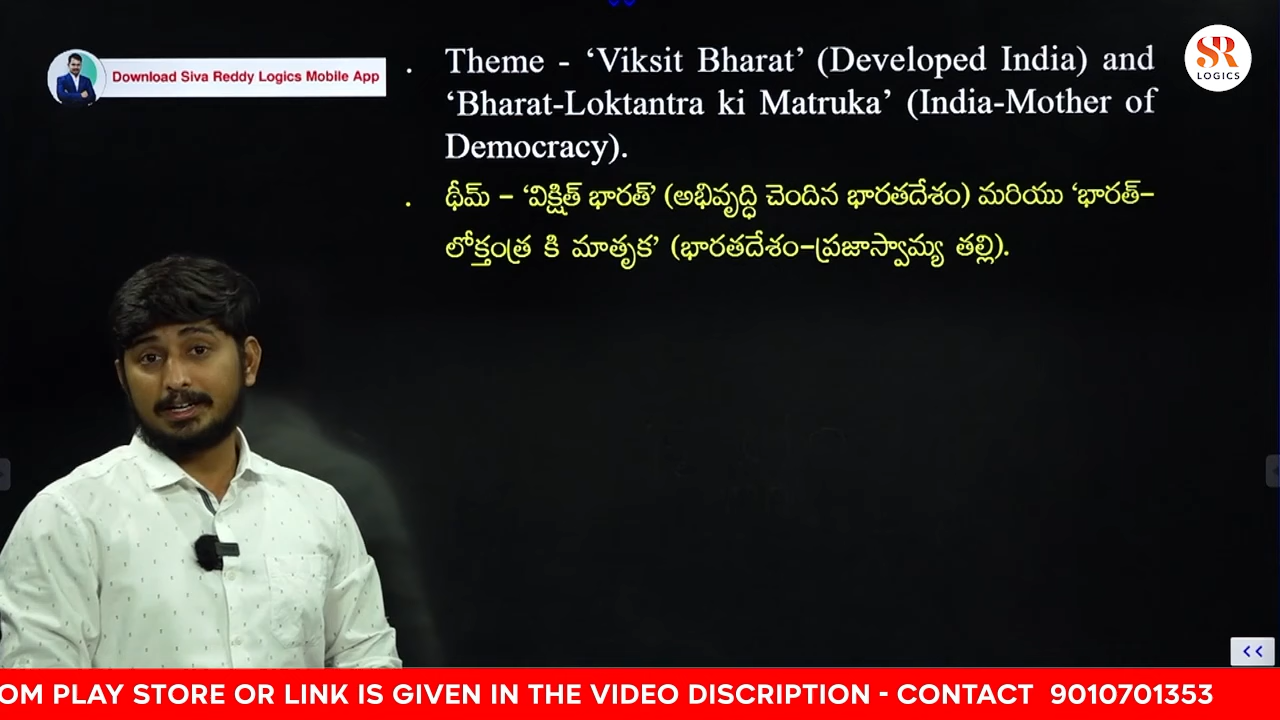 Download Siva Reddy Logics Mobile App
SR
LOGICS
. Theme - ‘Viksit Bharat’ (Developed India) and
‘Bharat-Loktantra ki Matruka’ (India-Mother of
Democracy).
. థీమ్ – ‘విక్షిత్ భారత్’ (అభివృద్ధి చెందిన భారతదేశం) మరియు ‘భారత్–
లోక్తంత్ర కి మాతృక’ (భారతదేశం–ప్రజాస్వామ్య తల్లి).
<<
OM PLAY STORE OR LINK IS GIVEN IN THE VIDEO DISCRIPTION - CONTACT 9010701353